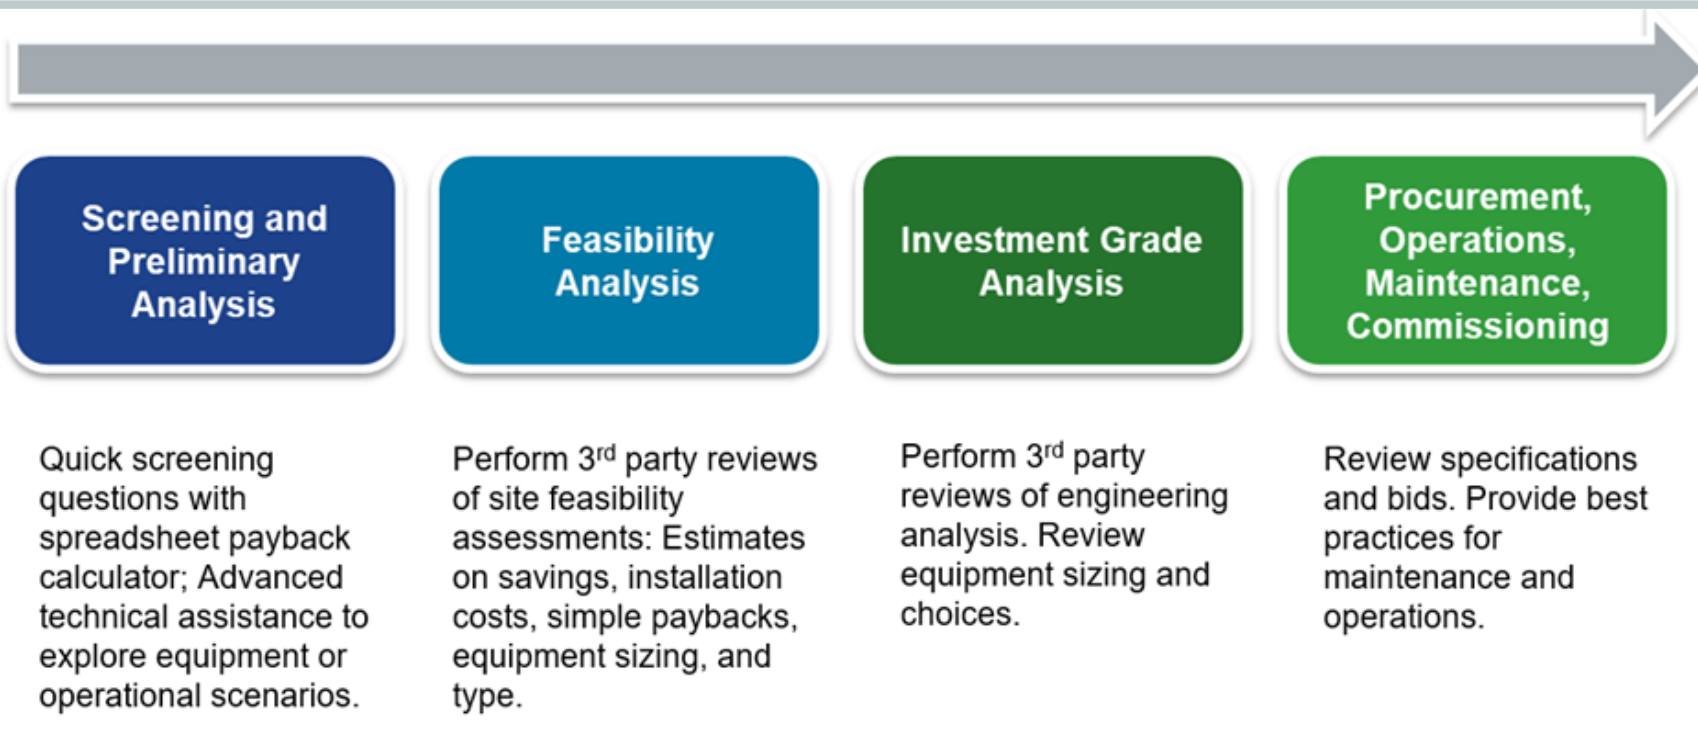 Screening and
Preliminary
Analysis
Quick screening
questions with
spreadsheet payback
calculator; Advanced
technical assistance to
explore equipment or
operational scenarios.
Feasibility
Analysis
Perform 3rd party reviews
of site feasibility
assessments: Estimates
on savings, installation
costs, simple paybacks,
equipment sizing, and
type.
Investment Grade
Analysis
Perform 3rd party
reviews of engineering
analysis. Review
equipment sizing and
choices.
Procurement,
Operations,
Maintenance,
Commissioning
Review specifications
and bids. Provide best
practices for
maintenance and
operations.